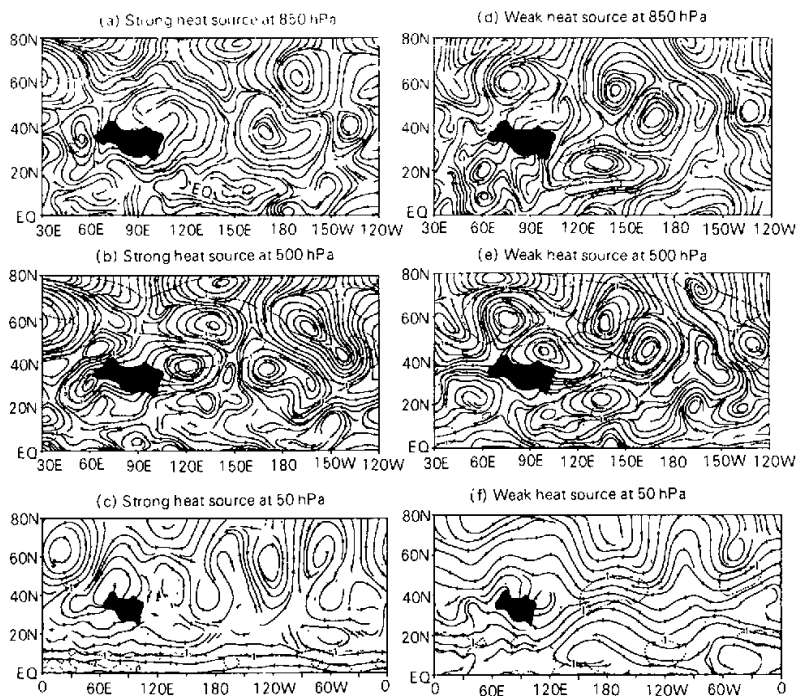 (a) Strong heat source at 850 hPa
80N
60N
40N
20N
EQ
EQ
30E 60E 90E 120E 150E 180 150W 120W
(b) Strong heat source at 500 hPa
80N
60N
40N
20N
EQ
30E 60E 90E 120E 150E 180 150W 120W
(c) Strong heat source at 50 hPa
80N
60N
40N
20N
EQ
0 60E 120E 180 120W 60W 0
(d) Weak heat source at 850 hPa
80N
60N
40N
20N
EQ
30E 60E 90E 120E 150E 180 150W 120W
(e) Weak heat source at 500 hPa
80N
60N
40N
20N
EQ
30E 60E 90E 120E 150E 180 150W 120W
(f) Weak heat source at 50 hPa
80N
60N
40N
20N
EQ
0 60E 120E 180 120W 60W 0